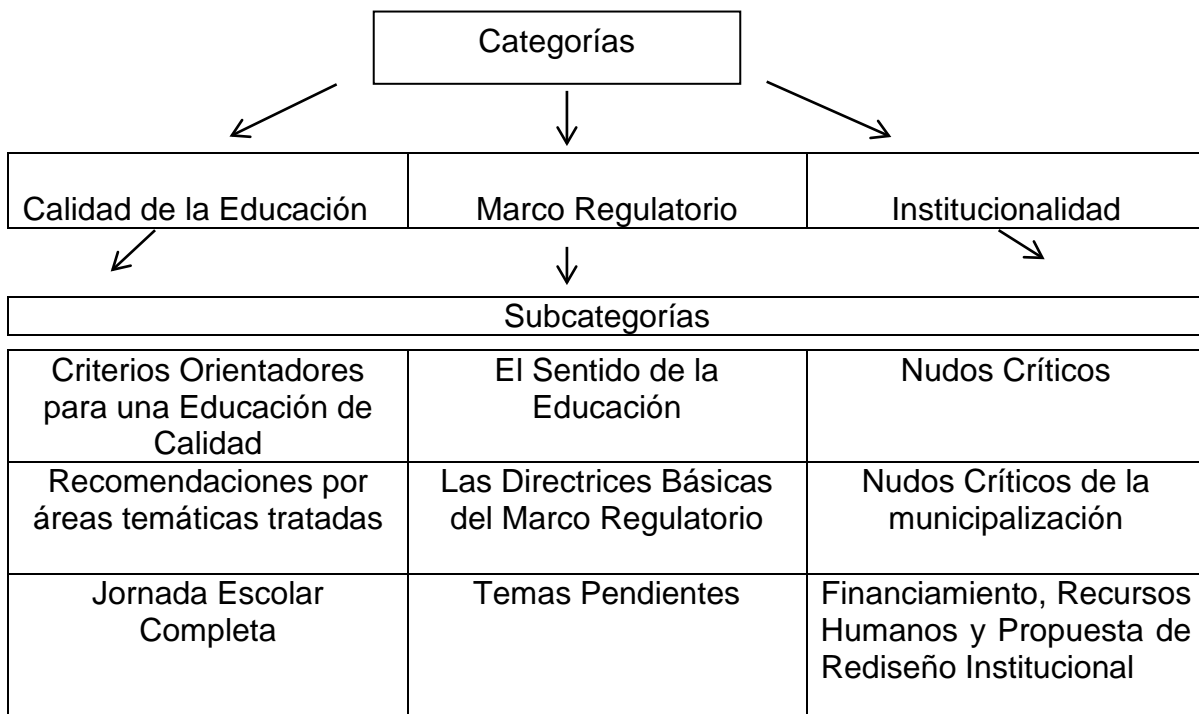 Categorías
Calidad de la Educación
Marco Regulatorio
Institucionalidad
Subcategorías
Criterios Orientadores
para una Educación de
Calidad
El Sentido de la
Educación
Nudos Críticos
Recomendaciones por
áreas temáticas tratadas
Las Directrices Básicas
del Marco Regulatorio
Nudos Críticos de la
municipalización
Jornada Escolar
Completa
Temas Pendientes
Financiamiento, Recursos
Humanos y Propuesta de
Rediseño Institucional